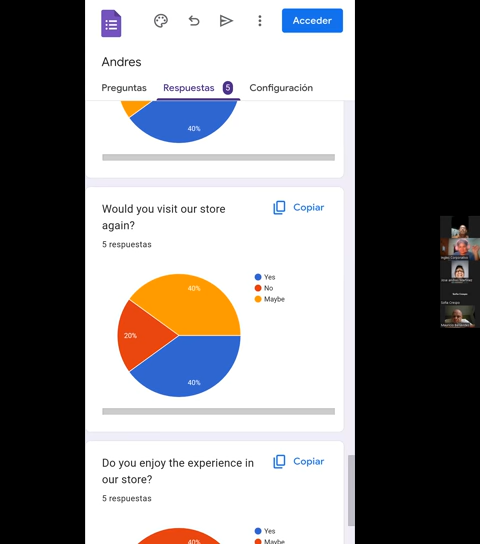 Acceder
Andres
Preguntas Respuestas 5 Configuración
40%
Would you visit our store
again?
Copiar
5 respuestas
Yes
No
Maybe
40%
20%
40%
Do you enjoy the experience in
our store?
Copiar
5 respuestas
Yes
Maybe
40%